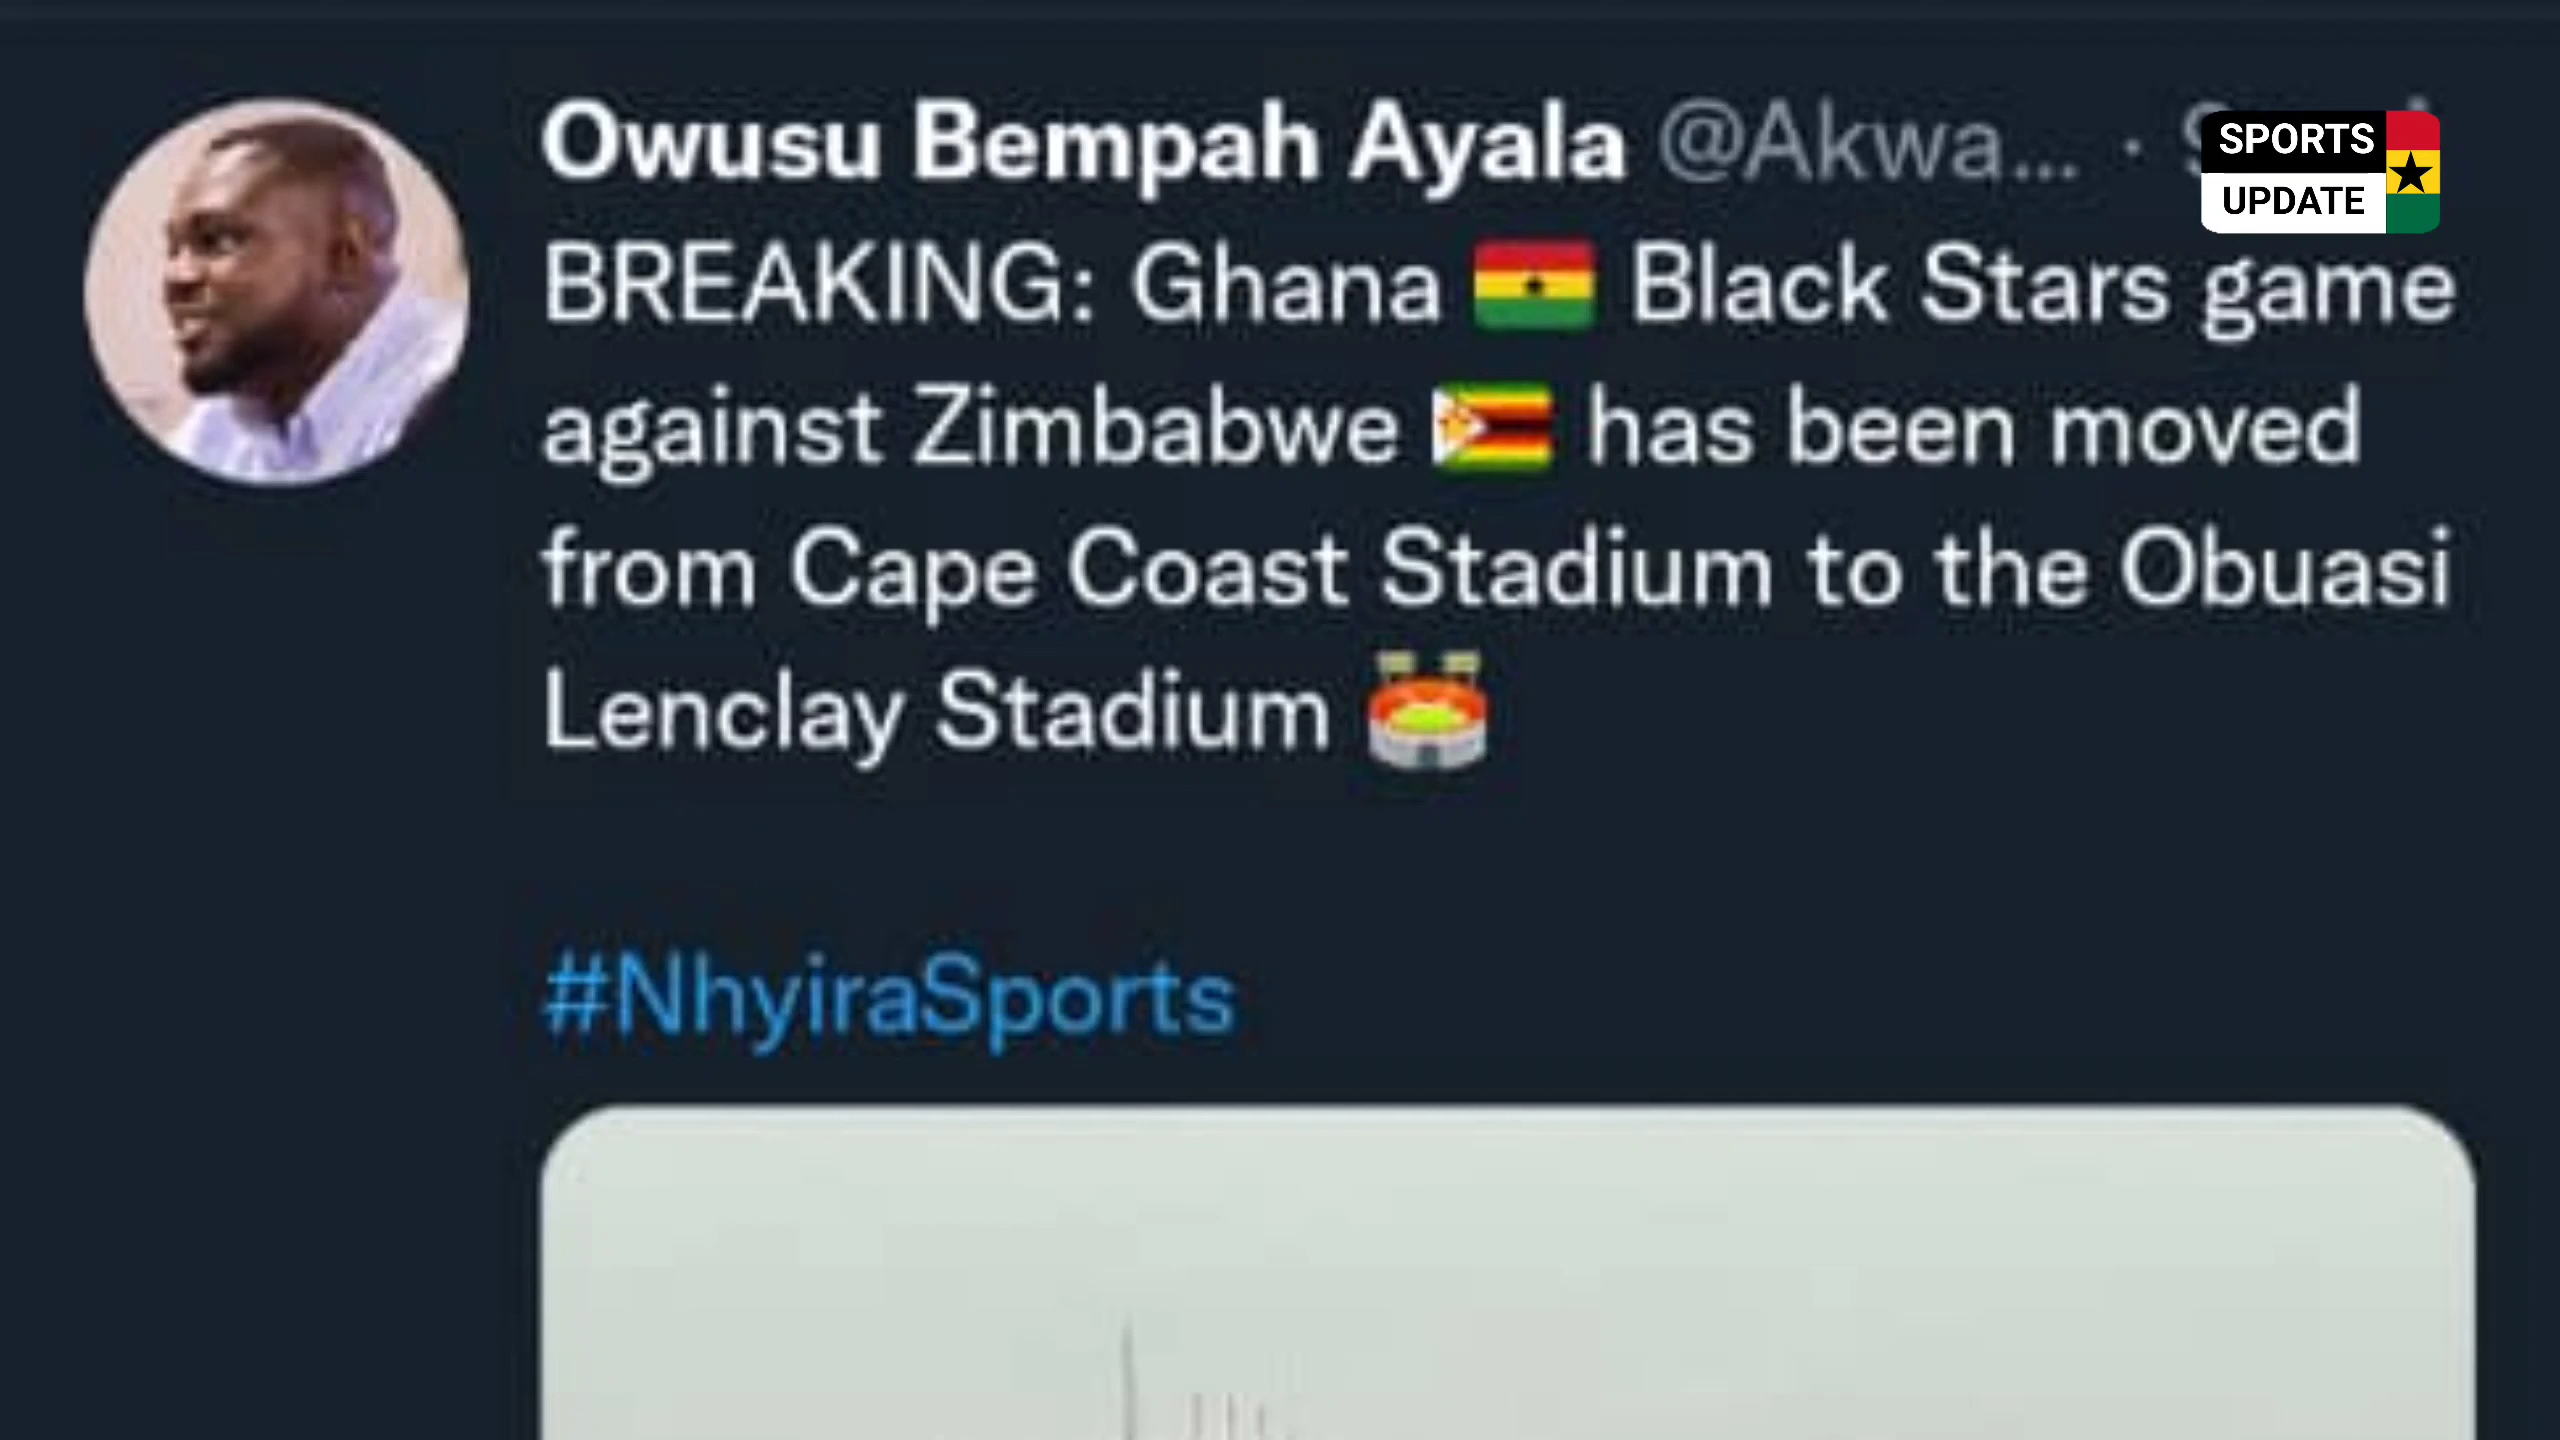 Owusu Bempah Ayala @Akwa... ·
SPORTS
UPDATE
BREAKING: Ghana 🇬🇭 Black Stars game
against Zimbabwe 🇿🇼 has been moved
from Cape Coast Stadium to the Obuasi
Lenclay Stadium 🏟
#NhyiraSports